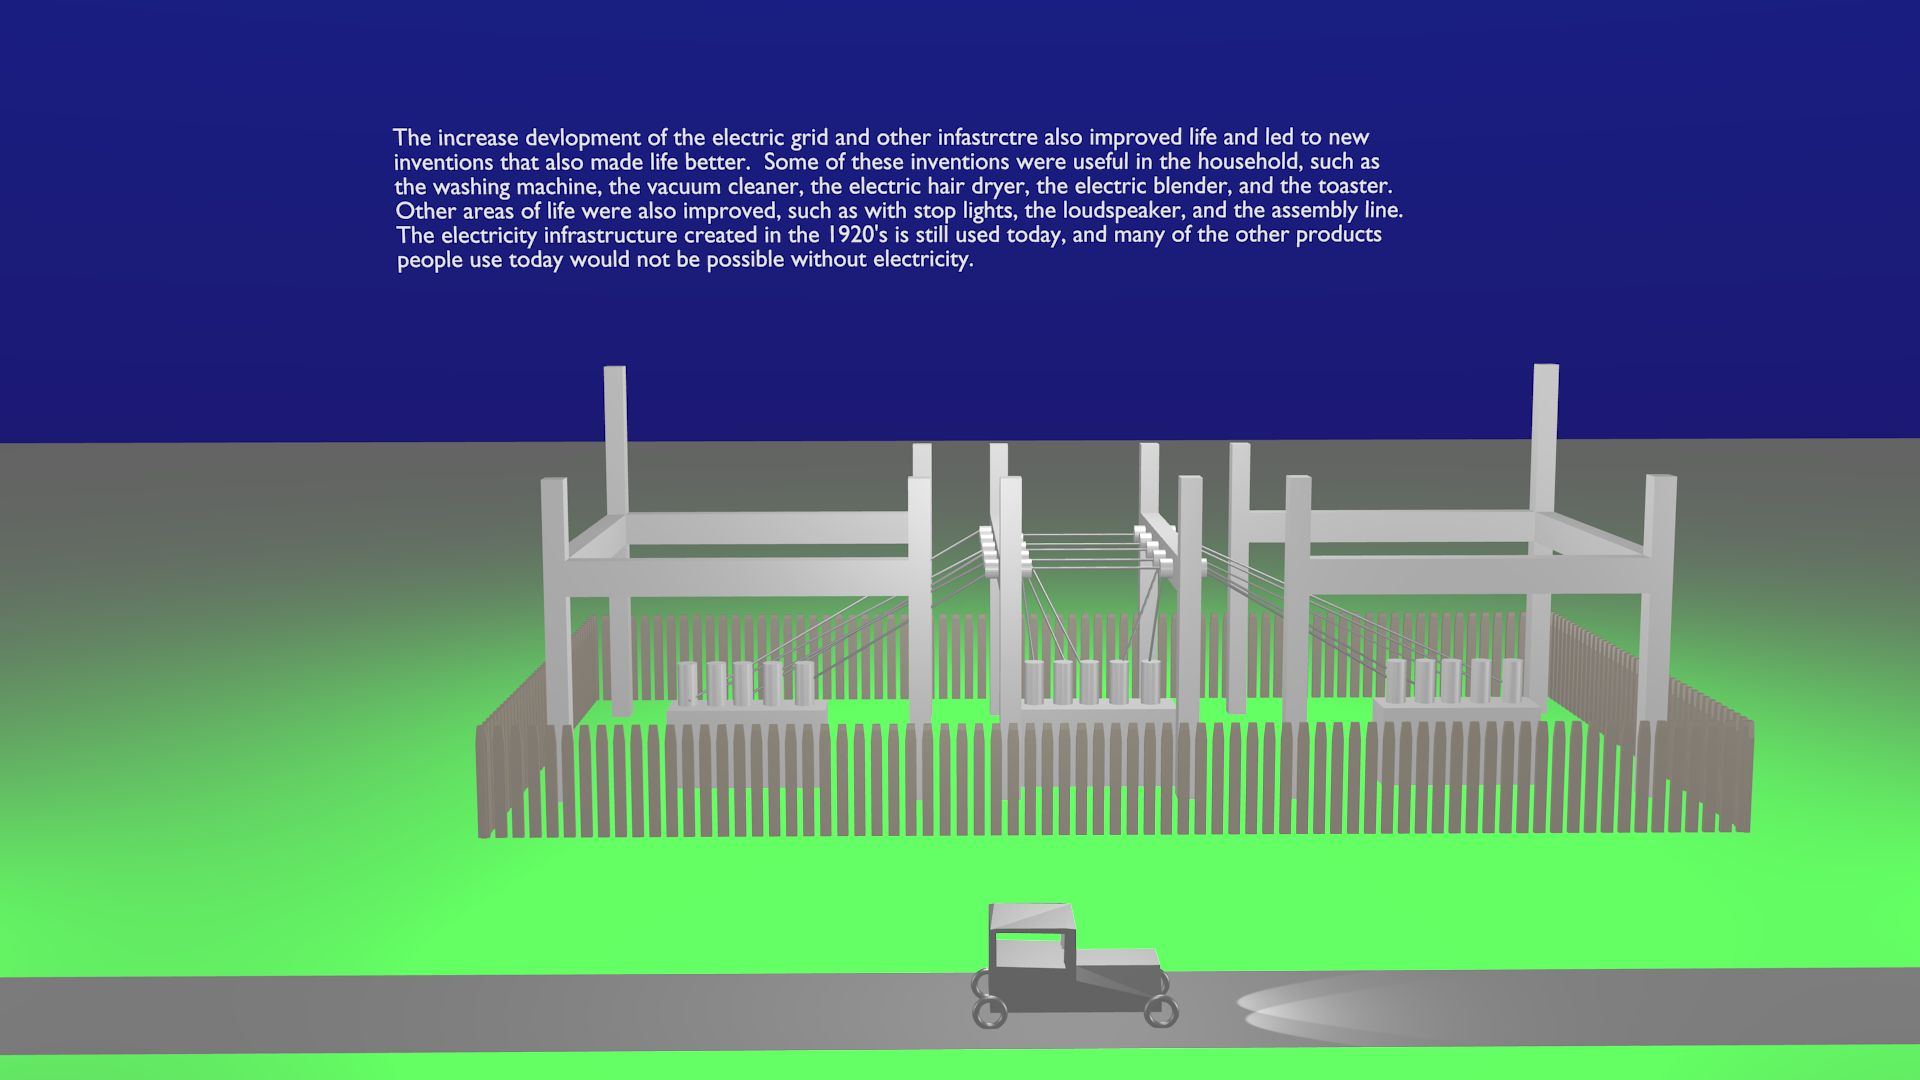 The increase devlopment of the electric grid and other infastrctre also improved life and led to new
inventions that also made life better.  Some of these inventions were useful in the household, such as
the washing machine, the vacuum cleaner, the electric hair dryer, the electric blender, and the toaster.
Other areas of life were also improved, such as with stop lights, the loudspeaker, and the assembly line.
The electricity infrastructure created in the 1920's is still used today, and many of the other products
people use today would not be possible without electricity.